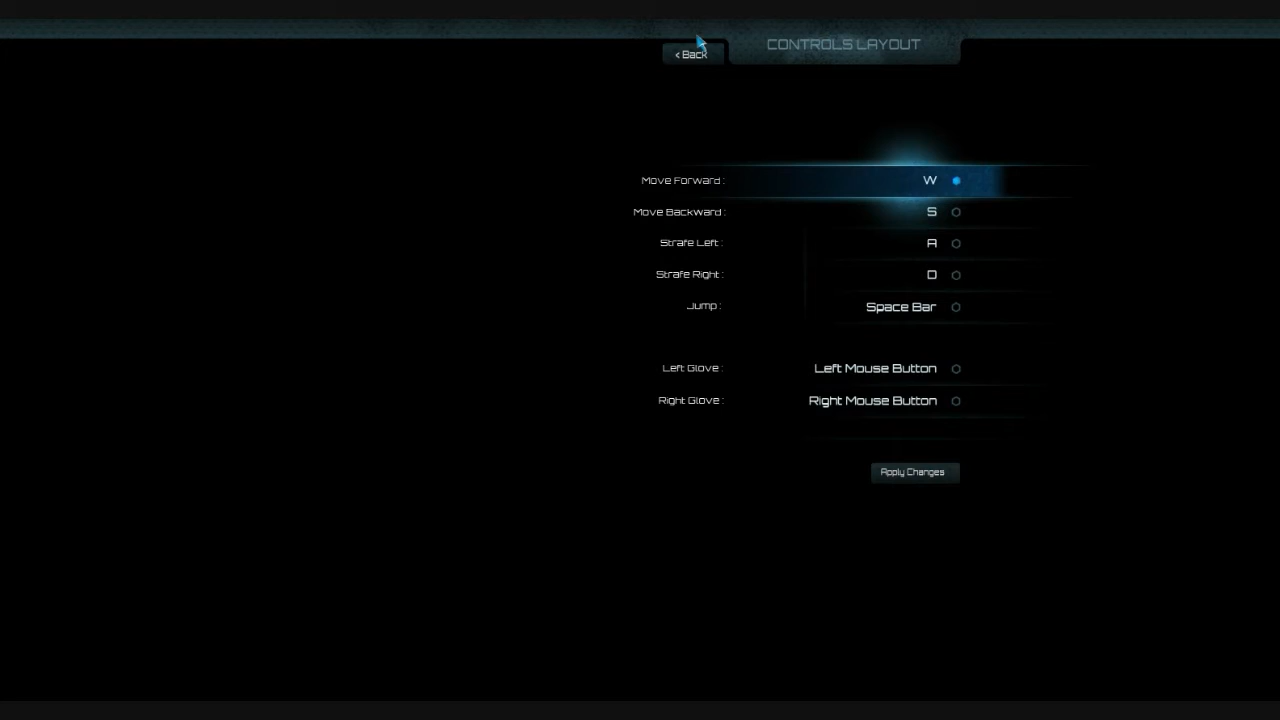 < Back
CONTROLS LAYOUT
Move Forward : W
Move Backward : S
Strafe Left : A
Strafe Right : D
Jump : Space Bar
Left Glove : Left Mouse Button
Right Glove : Right Mouse Button
Apply Changes